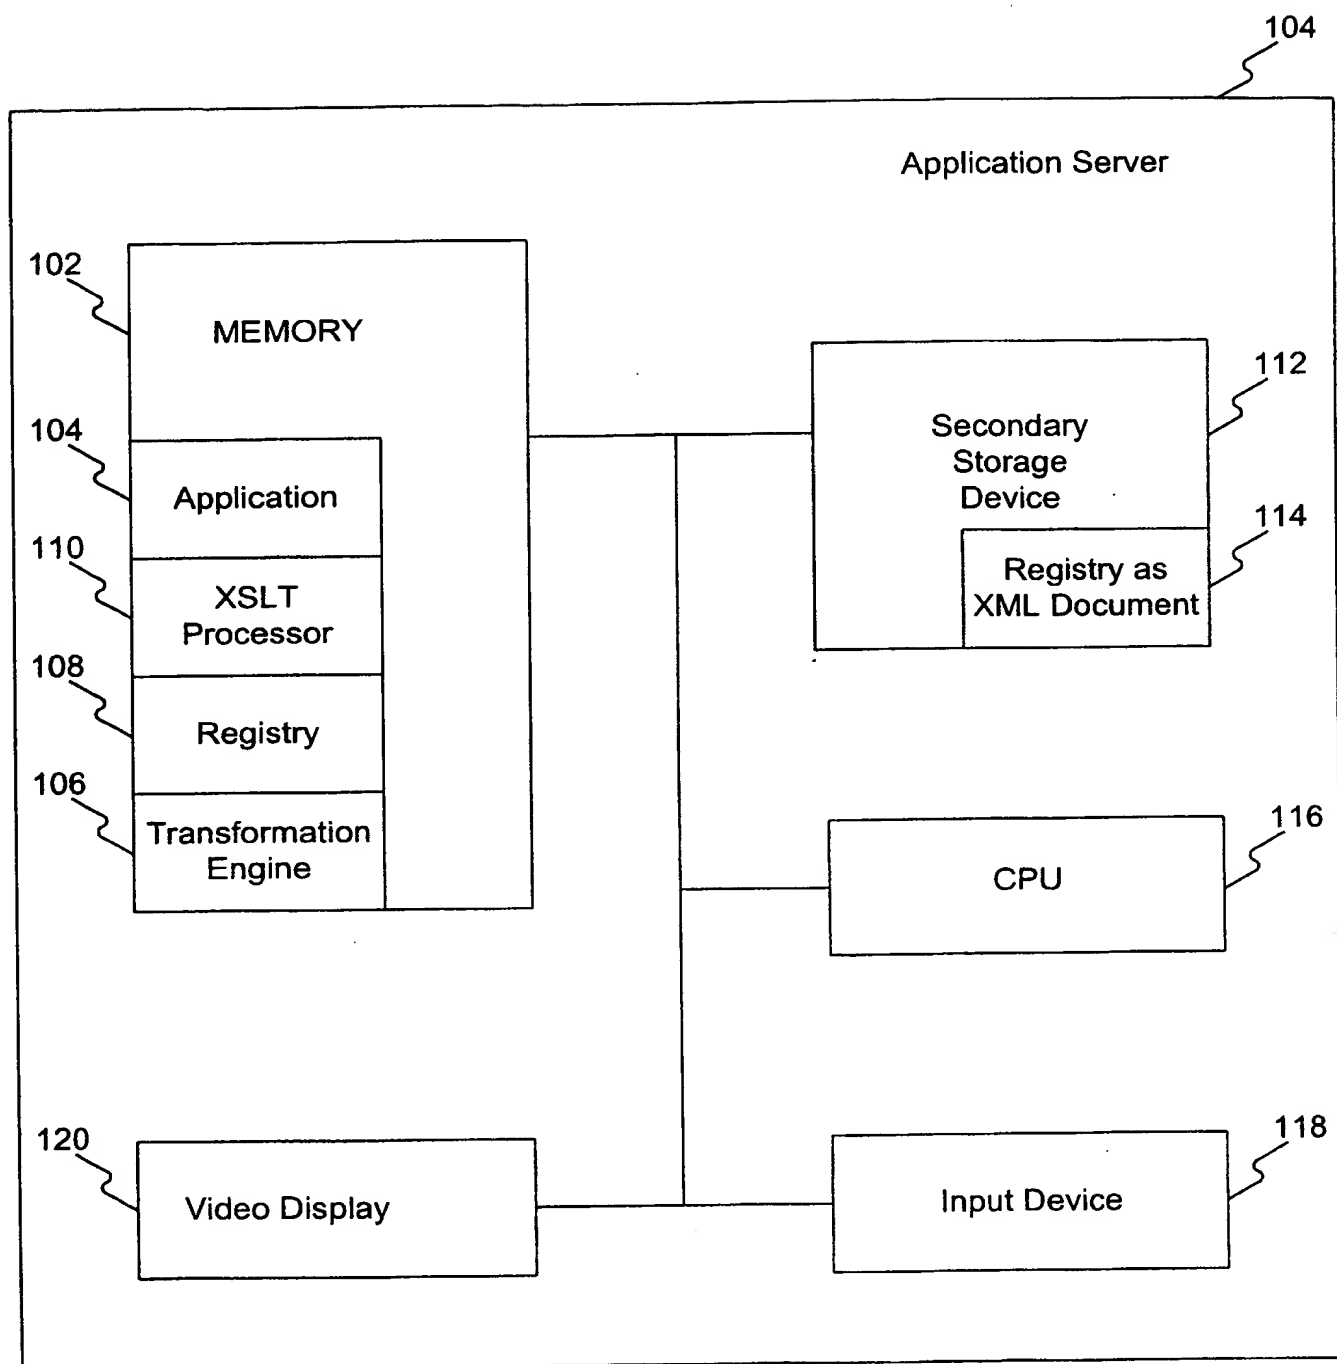 104
Application Server
102
MEMORY
104
Application
110
XSLT
Processor
108
Registry
106
Transformation
Engine
112
Secondary
Storage
Device
114
Registry as
XML Document
116
CPU
120
Video Display
118
Input Device